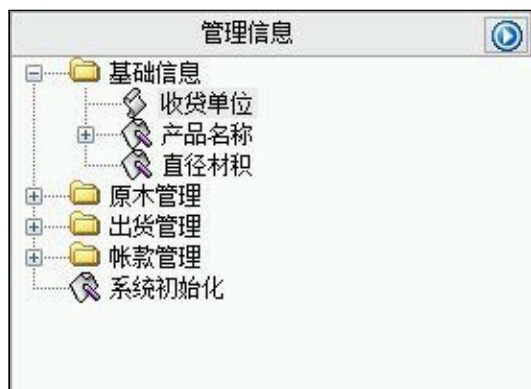 管理信息
基础信息
收货单位
产品名称
直径材积
原木管理
出货管理
帐款管理
系统初始化